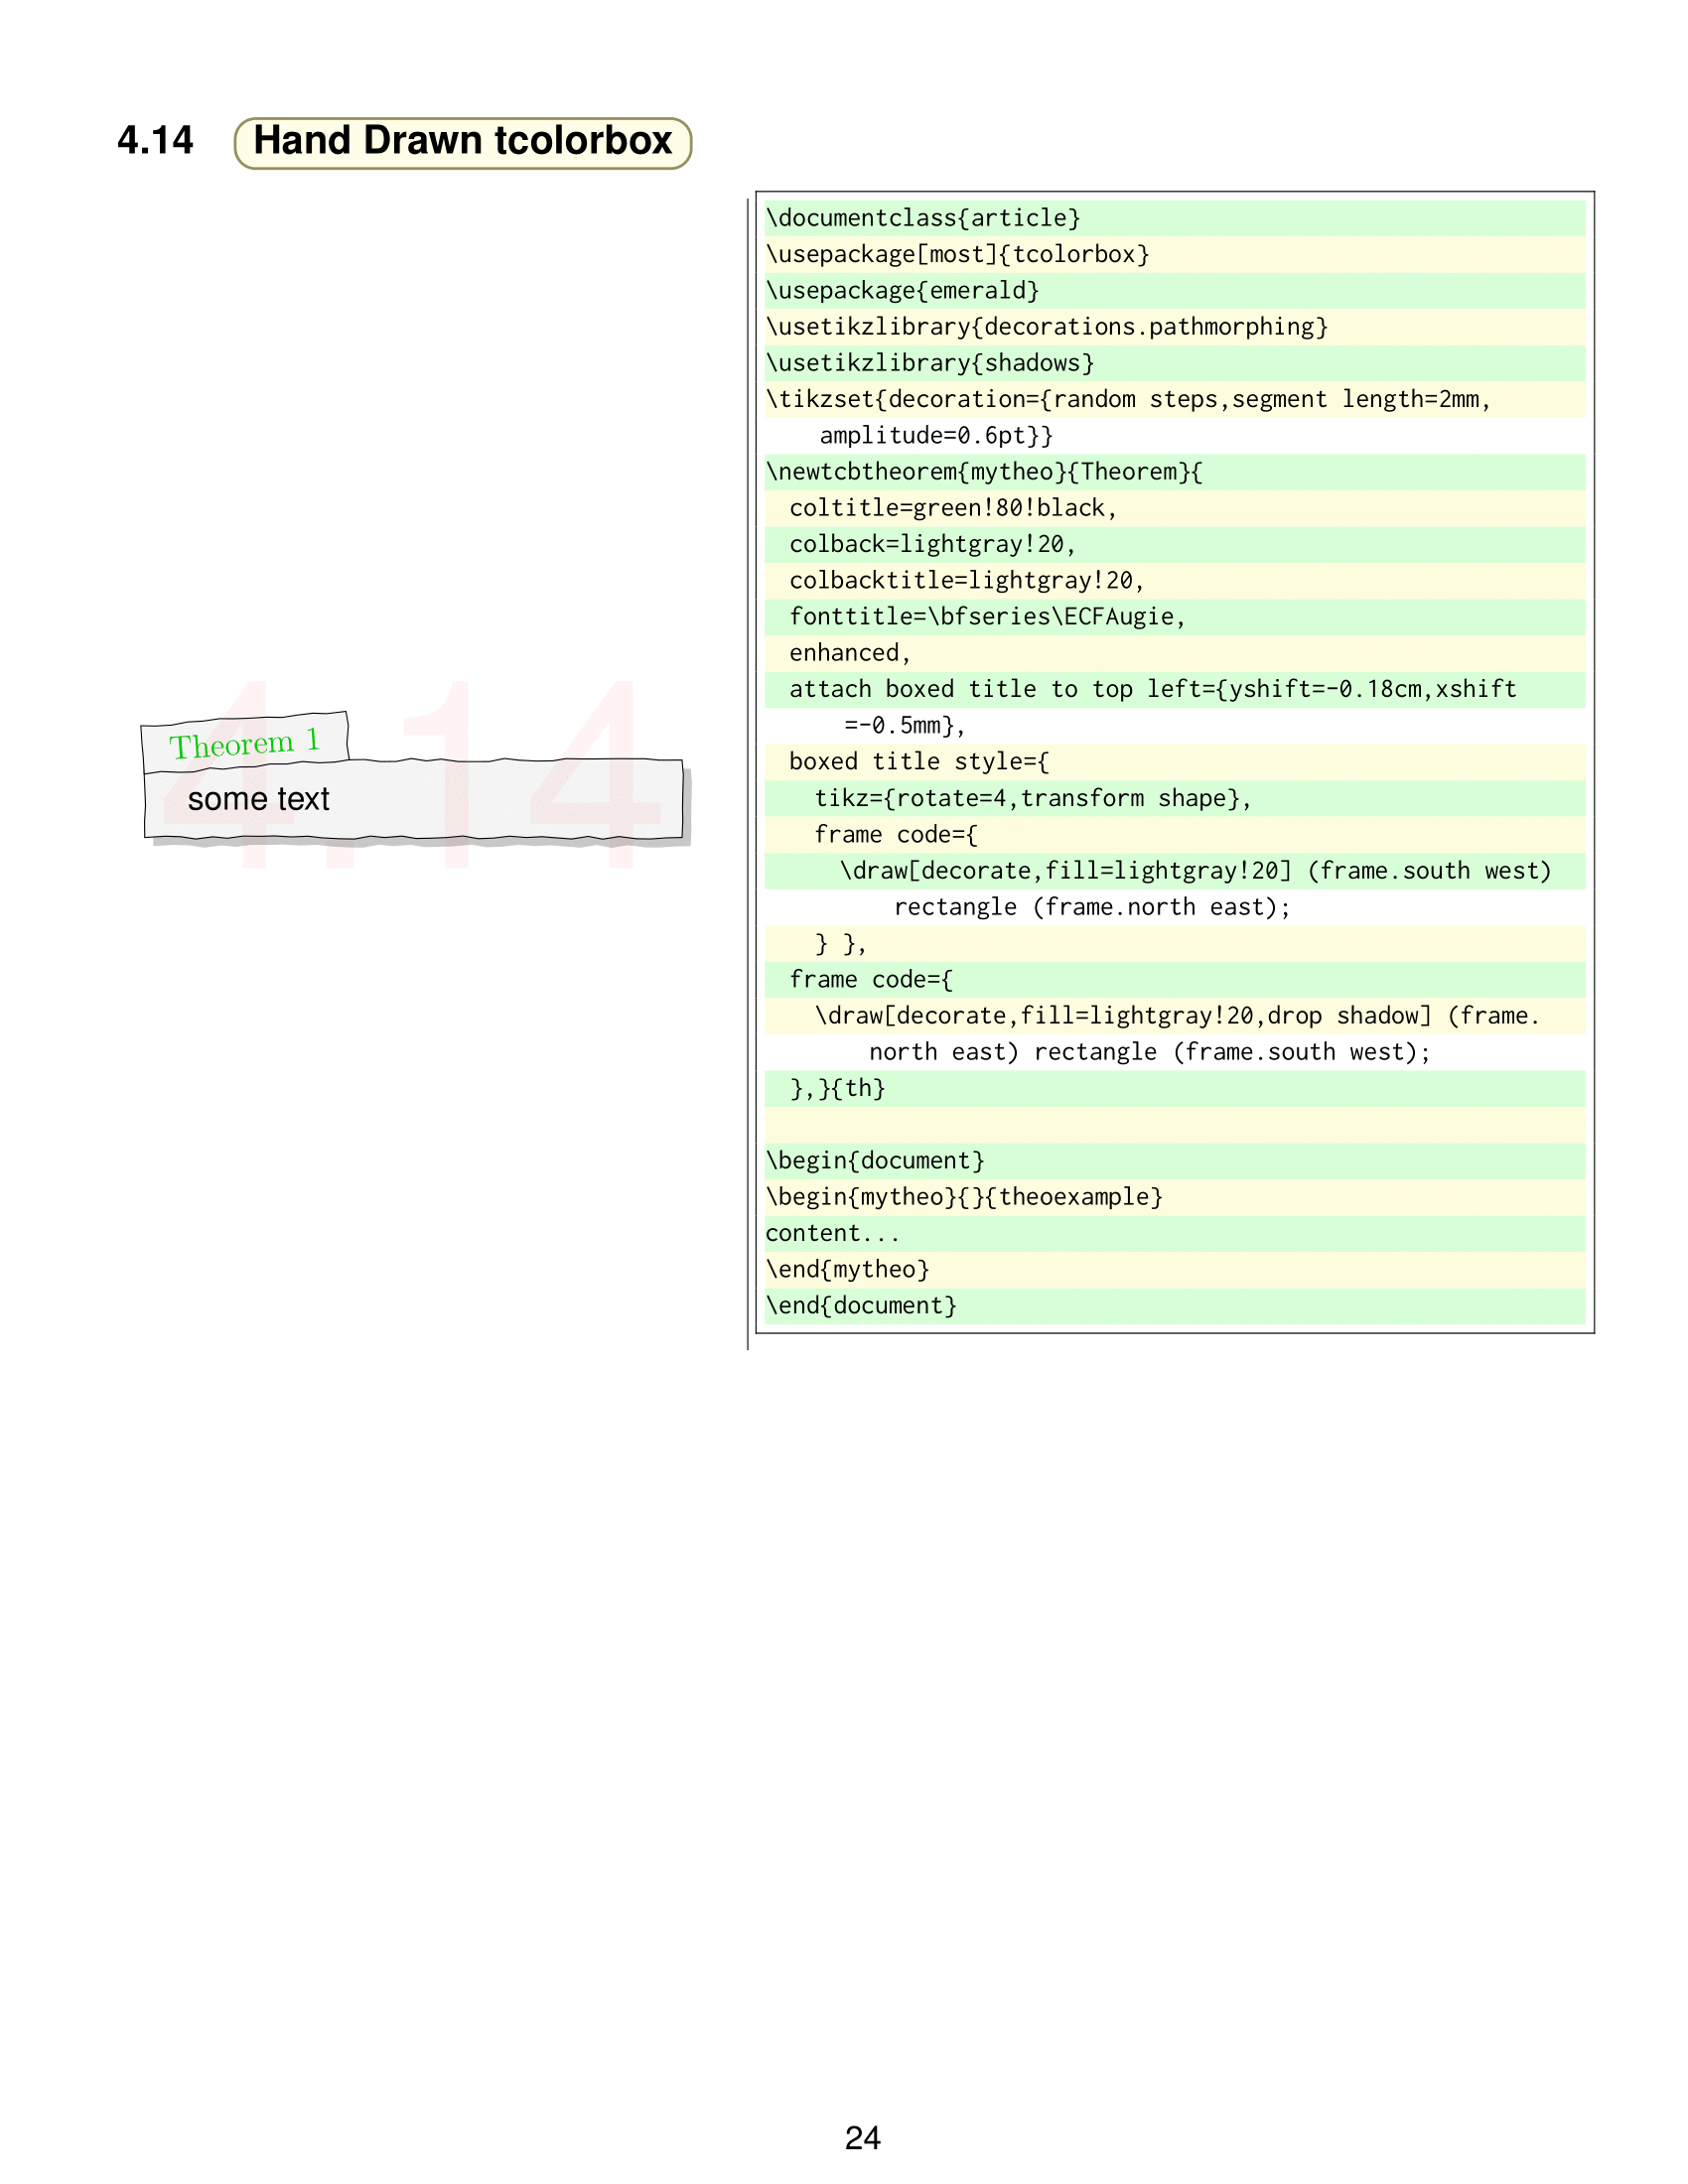 4.14 Hand Drawn tcolorbox
4.14
Theorem 1
some text
\documentclass{article}
\usepackage[most]{tcolorbox}
\usepackage{emerald}
\usetikzlibrary{decorations.pathmorphing}
\usetikzlibrary{shadows}
\tikzset{decoration={random steps,segment length=2mm,
amplitude=0.6pt}}
\newtcbtheorem{mytheo}{Theorem}{
coltitle=green!80!black,
colback=lightgray!20,
colbacktitle=lightgray!20,
fonttitle=\bfseries\ECFAugie,
enhanced,
attach boxed title to top left={yshift=-0.18cm,xshift
=-0.5mm},
boxed title style={
tikz={rotate=4,transform shape},
frame code={
\draw[decorate,fill=lightgray!20] (frame.south west)
rectangle (frame.north east);
} },
frame code={
\draw[decorate,fill=lightgray!20,drop shadow] (frame.
north east) rectangle (frame.south west);
},}{th}
\begin{document}
\begin{mytheo}{}{theoexample}
content...
\end{mytheo}
\end{document}
24